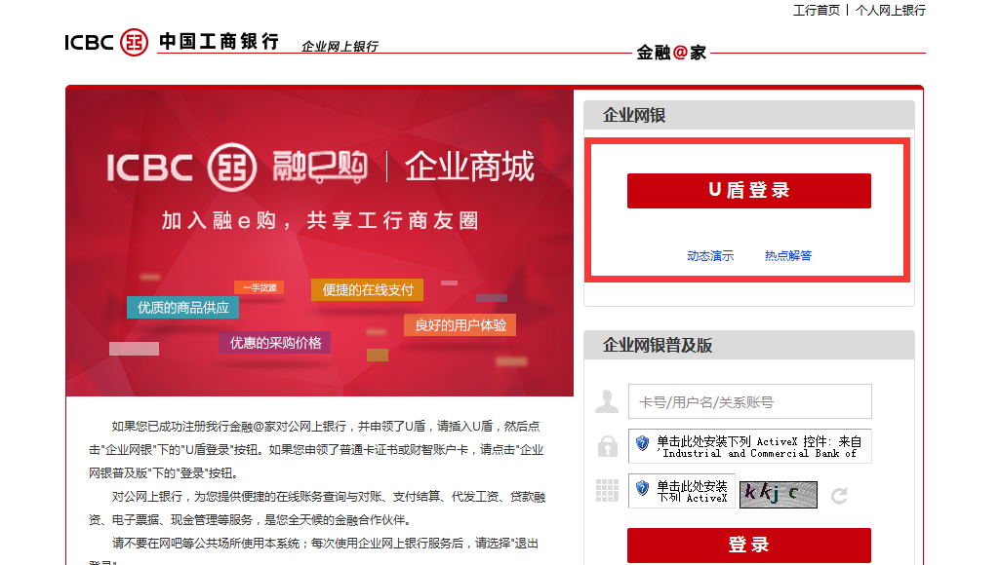 工行首页 | 个人网上银行
ICBC 中国工商银行 企业网上银行
金融@家
ICBC 融e购 | 企业商城
加入融e购，共享工行商友圈
一手货源
便捷的在线支付
优质的商品供应
良好的用户体验
优惠的采购价格
如果您已成功注册我行金融@家对公网上银行，并申领了U盾，请插入U盾，然后点
击"企业网银"下的"U盾登录"按钮。如果您申领了普通卡证书或财智账户卡，请点击"企业
网银普及版"下的"登录"按钮。
对公网上银行，为您提供便捷的在线账务查询与对账、支付结算、代发工资、贷款融
资、电子票据、现金管理等服务，是您全天候的金融合作伙伴。
请不要在网吧等公共场所使用本系统；每次使用企业网上银行服务后，请选择"退出
登录"
企业网银
U盾登录
动态演示 热点解答
企业网银普及版
卡号/用户名/关系账号
单击此处安装下列 ActiveX 控件: 来自
'Industrial and Commercial Bank of
单击此处安装
下列 ActiveX
kkjc
登录